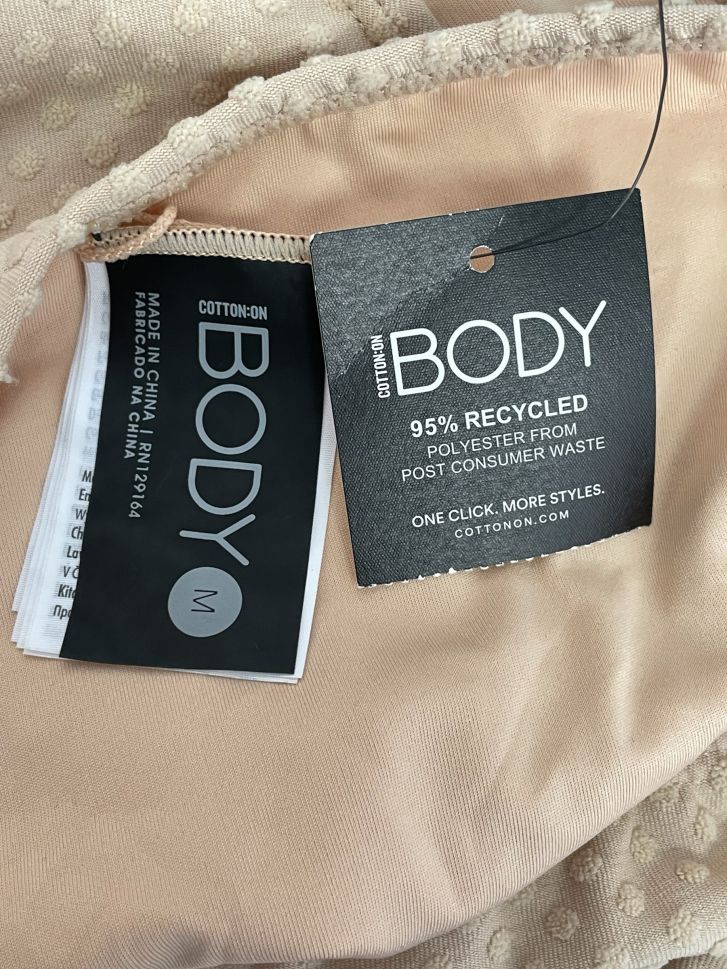 COTTON:ON
BODY
MADE IN CHINA | RN129164
FABRICADO NA CHINA
M
COTTON:ON
BODY
95% RECYCLED
POLYESTER FROM
POST CONSUMER WASTE
ONE CLICK. MORE STYLES.
COTTONON.COM